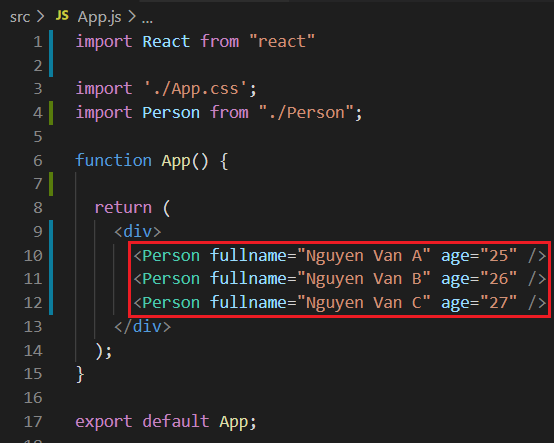 src > JS App.js > ...
1 import React from "react"
2
3 import './App.css';
4 import Person from "./Person";
5
6 function App() {
7
8 return (
9 <div>
10 <Person fullname="Nguyen Van A" age="25" />
11 <Person fullname="Nguyen Van B" age="26" />
12 <Person fullname="Nguyen Van C" age="27" />
13 </div>
14 );
15 }
16
17 export default App;